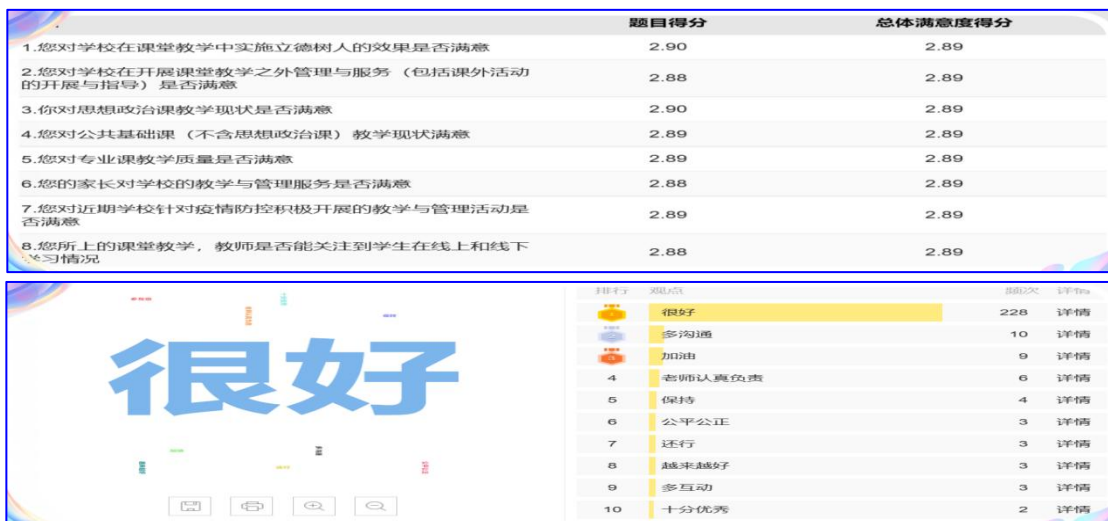 题目得分 总体满意度得分
1.您对学校在课堂教学中实施立德树人的效果是否满意 2.90 2.89
2.您对学校在开展课堂教学之外管理与服务（包括课外活动
的开展与指导）是否满意 2.88 2.89
3.你对思想政治课教学现状是否满意 2.90 2.89
4.您对公共基础课（不含思想政治课）教学现状满意 2.89 2.89
5.您对专业课教学质量是否满意 2.89 2.89
6.您的家长对学校的教学与管理服务是否满意 2.88 2.89
7.您对近期学校针对疫情防控积极开展的教学与管理活动是
否满意 2.89 2.89
8.您所上的课堂教学，教师是否能关注到学生在线上和线下
学习情况 2.88 2.89
很好
排行 观点 频次 详情
很好 228 详情
多沟通 10 详情
加油 9 详情
4 老师认真负责 6 详情
5 保持 4 详情
6 公平公正 3 详情
7 还行 3 详情
8 越来越好 3 详情
9 多互动 3 详情
10 十分优秀 2 详情